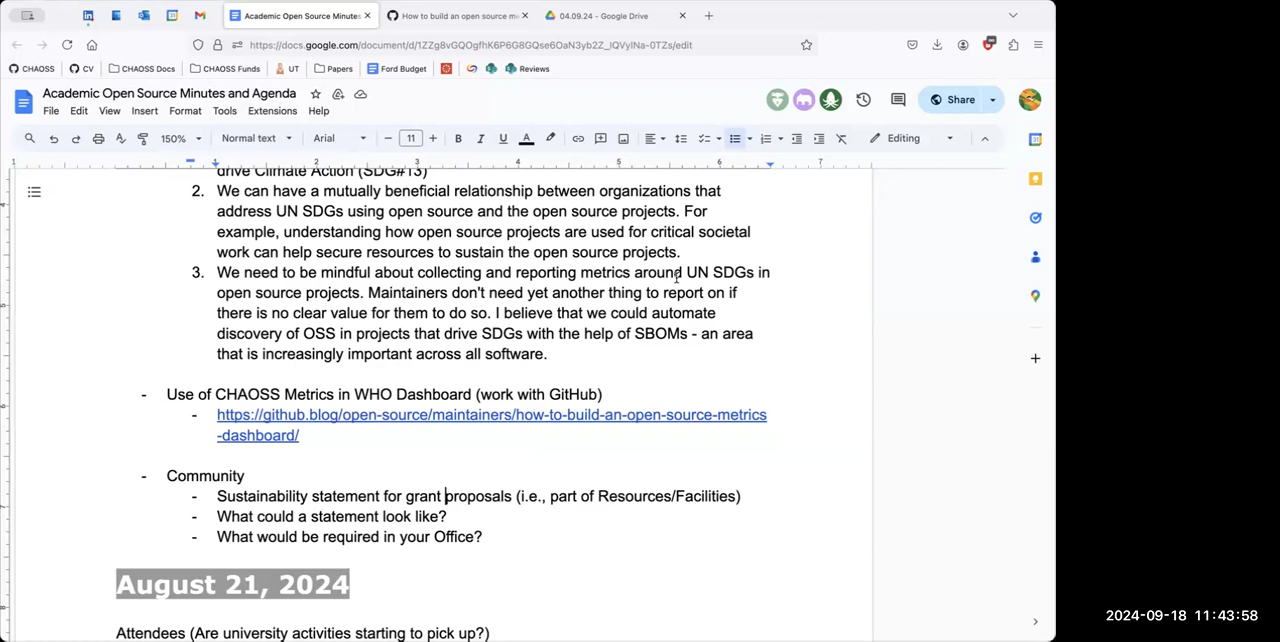 Academic Open Source Minutes
How to build an open source m
04.09.24 - Google Drive
https://docs.google.com/document/d/1ZZg8vGQOgfhK6P6G8GQse6OaN3yb2Z_lQVylNa-0TZs/edit
CHAOSS
CV
CHAOSS Docs
CHAOSS Funds
UT
Papers
Ford Budget
Reviews
Academic Open Source Minutes and Agenda
File Edit View Insert Format Tools Extensions Help
Share
150% Normal text Arial 11 Editing
1 1 2 3 4 5 6 7
drive Climate Action (SDG#13)
2. We can have a mutually beneficial relationship between organizations that
address UN SDGs using open source and the open source projects. For
example, understanding how open source projects are used for critical societal
work can help secure resources to sustain the open source projects.
3. We need to be mindful about collecting and reporting metrics around UN SDGs in
open source projects. Maintainers don't need yet another thing to report on if
there is no clear value for them to do so. I believe that we could automate
discovery of OSS in projects that drive SDGs with the help of SBOMs - an area
that is increasingly important across all software.
- Use of CHAOSS Metrics in WHO Dashboard (work with GitHub)
- https://github.blog/open-source/maintainers/how-to-build-an-open-source-metrics
-dashboard/
- Community
- Sustainability statement for grant proposals (i.e., part of Resources/Facilities)
- What could a statement look like?
- What would be required in your Office?
August 21, 2024
Attendees (Are university activities starting to pick up?)
2024-09-18 11:43:58